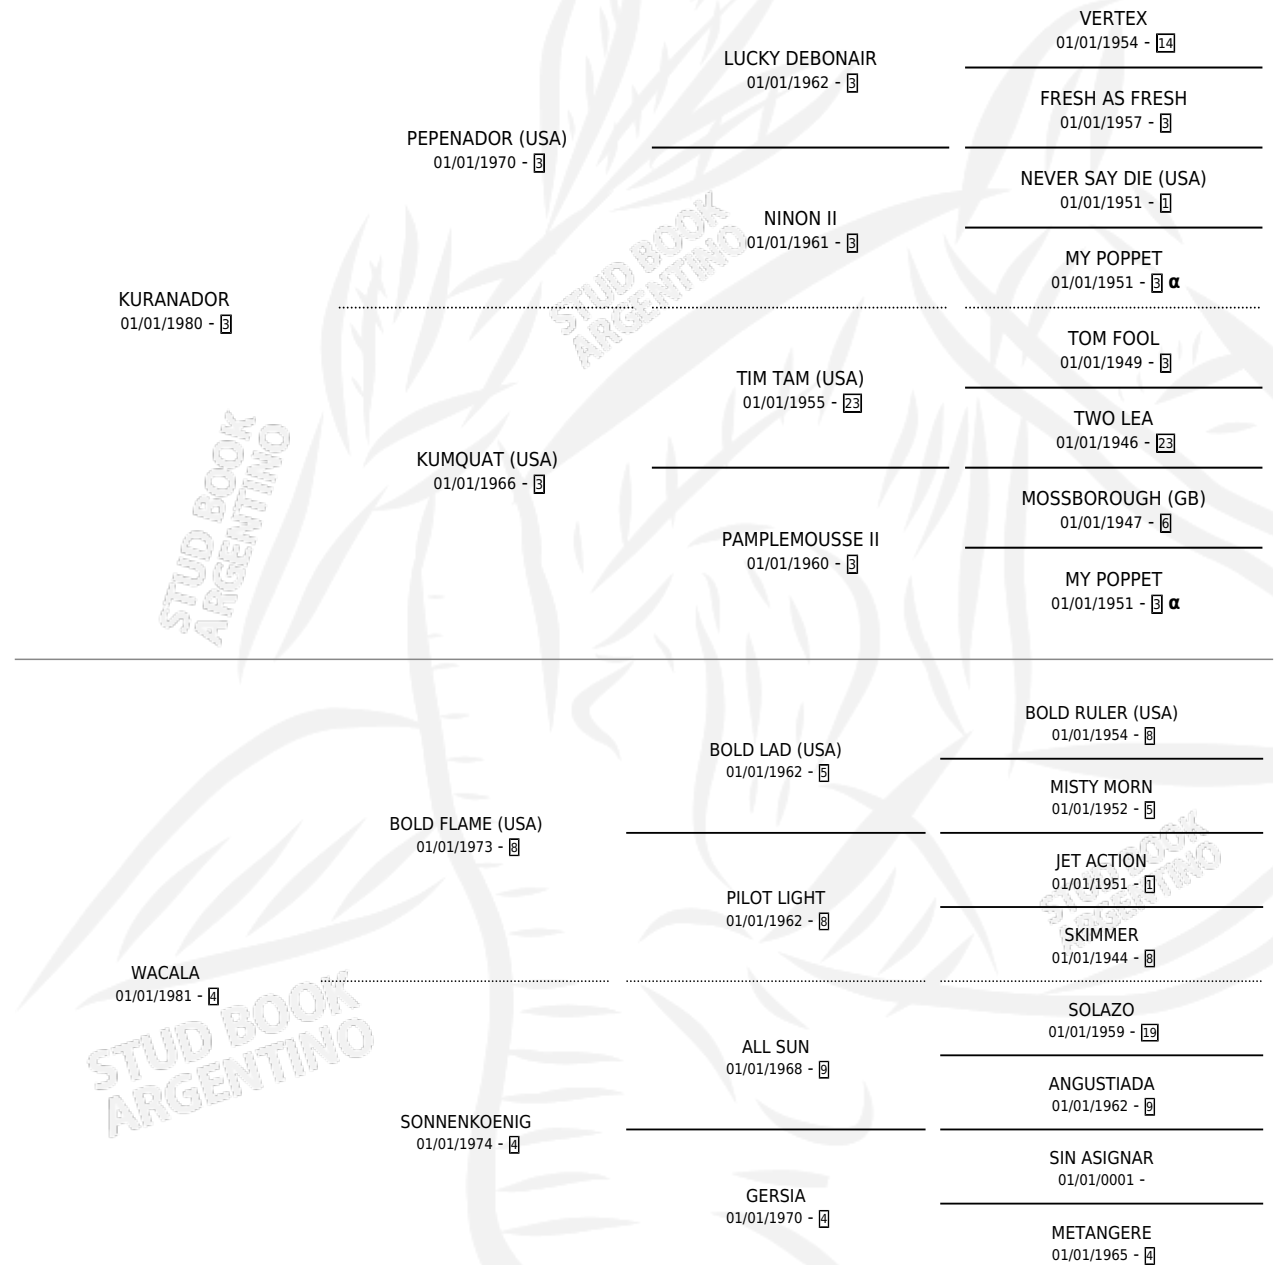 VERTEX
01/01/1954 - 14
LUCKY DEBONAIR
01/01/1962 - 3
FRESH AS FRESH
01/01/1957 - 3
PEPENADOR (USA)
01/01/1970 - 3
NEVER SAY DIE (USA)
01/01/1951 - 1
NINON II
01/01/1961 - 3
MY POPPET
01/01/1951 - 3 α
KURANADOR
01/01/1980 - 3
TOM FOOL
01/01/1949 - 3
TIM TAM (USA)
01/01/1955 - 23
TWO LEA
01/01/1946 - 23
KUMQUAT (USA)
01/01/1966 - 3
MOSSBOROUGH (GB)
01/01/1947 - 6
PAMPLEMOUSSE II
01/01/1960 - 3
MY POPPET
01/01/1951 - 3 α
BOLD RULER (USA)
01/01/1954 - 8
BOLD LAD (USA)
01/01/1962 - 5
MISTY MORN
01/01/1952 - 5
BOLD FLAME (USA)
01/01/1973 - 8
JET ACTION
01/01/1951 - 1
PILOT LIGHT
01/01/1962 - 8
SKIMMER
01/01/1944 - 8
WACALA
01/01/1981 - 4
SOLAZO
01/01/1959 - 19
ALL SUN
01/01/1968 - 9
ANGUSTIADA
01/01/1962 - 9
SONNENKOENIG
01/01/1974 - 4
SIN ASIGNAR
01/01/0001 -
GERSIA
01/01/1970 - 4
METANGERE
01/01/1965 - 4
STUD BOOK
ARGENTINO
STUD BOOK
ARGENTINO
STUD BOOK
ARGENTINO
STUD BOOK
ARGENTINO